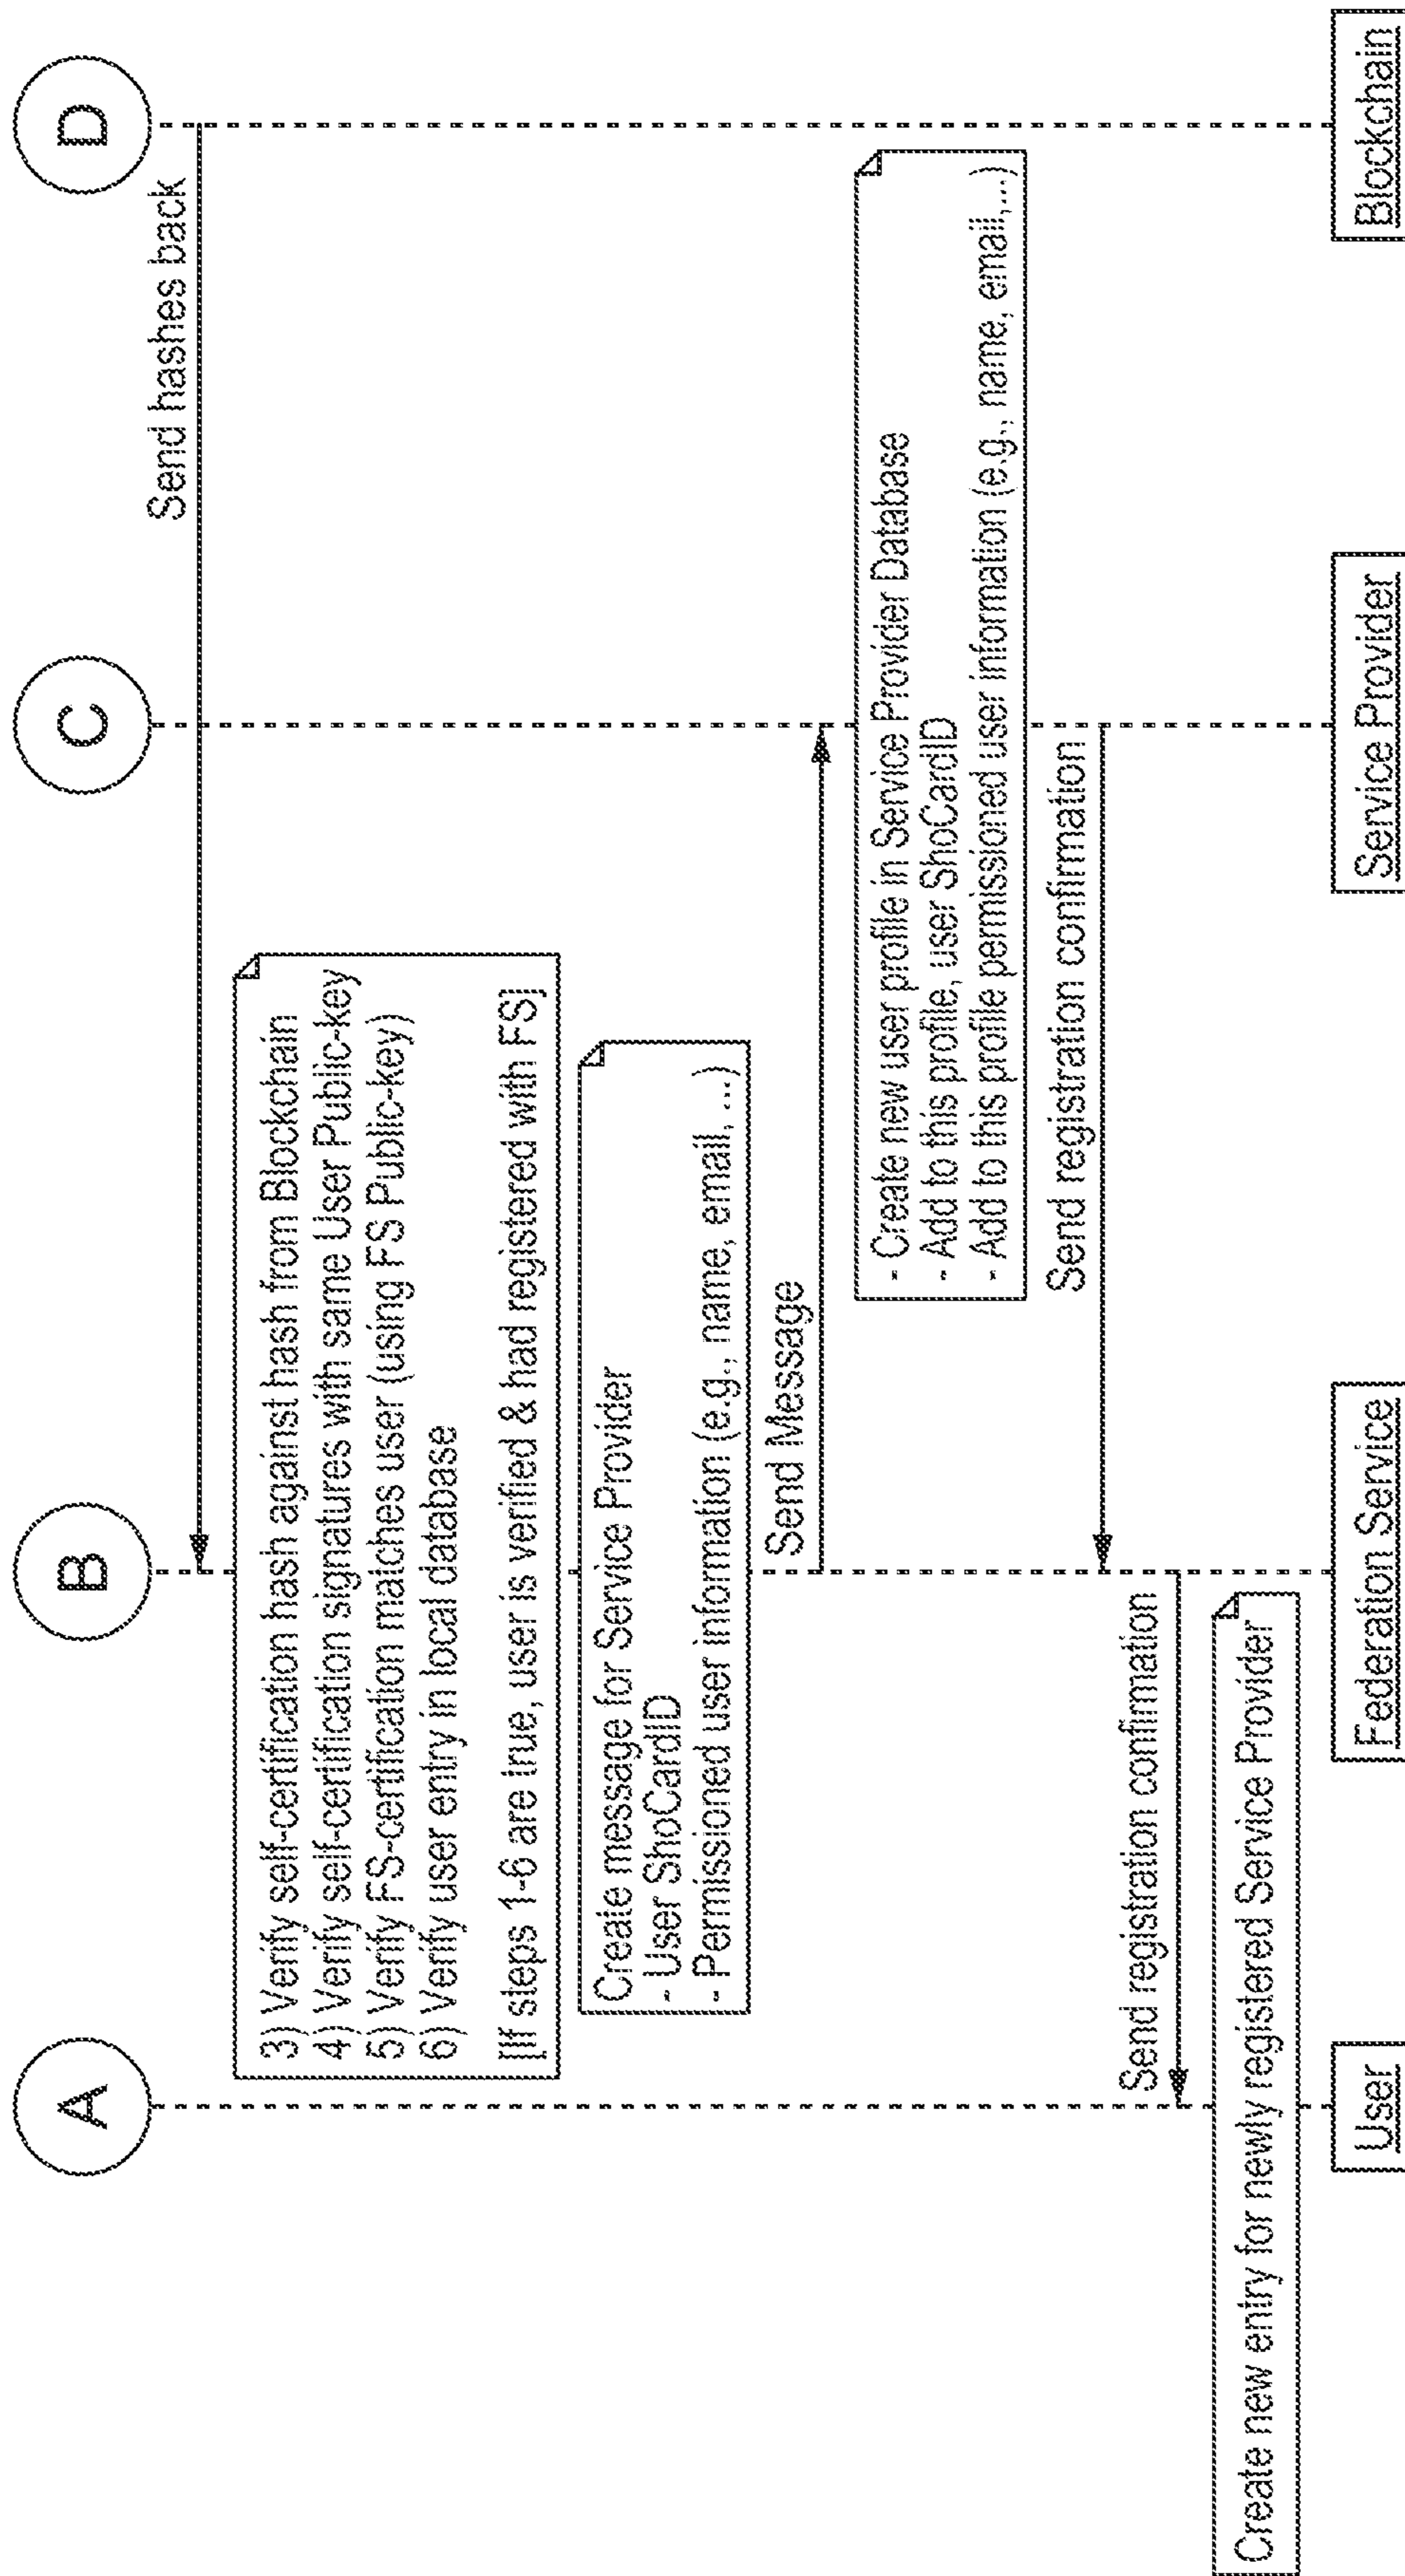 A
B
C
D
Send hashes back
3) Verify self-certification hash against hash from Blockchain
4) Verify self-certification signatures with same User Public-key
5) Verify FS-certification matches user (using FS Public-key)
6) Verify user entry in local database
[If steps 1-6 are true, user is verified & had registered with FS]
Create message for Service Provider
- User ShoCardID
- Permissioned user information (e.g., name, email, ...)
Send Message
- Create new user profile in Service Provider Database
- Add to this profile, user ShoCardID
- Add to this profile permissioned user information (e.g., name, email,...)
Send registration confirmation
Send registration confirmation
Create new entry for newly registered Service Provider
User
Federation Service
Service Provider
Blockchain